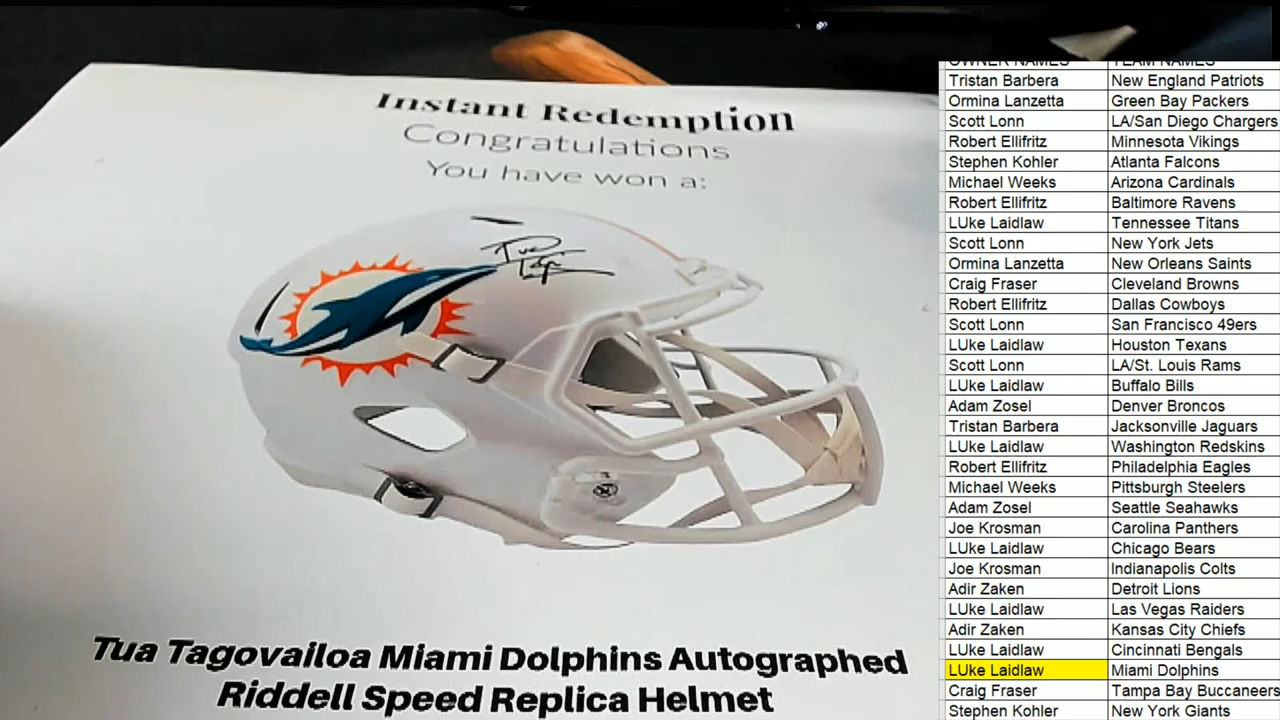 Instant Redemption
Congratulations
You have won a:
Tua Tagovailoa Miami Dolphins Autographed
Riddell Speed Replica Helmet
OWNER NAMES TEAM NAMES
Tristan Barbera New England Patriots
Ormina Lanzetta Green Bay Packers
Scott Lonn LA/San Diego Chargers
Robert Ellifritz Minnesota Vikings
Stephen Kohler Atlanta Falcons
Michael Weeks Arizona Cardinals
Robert Ellifritz Baltimore Ravens
LUke Laidlaw Tennessee Titans
Scott Lonn New York Jets
Ormina Lanzetta New Orleans Saints
Craig Fraser Cleveland Browns
Robert Ellifritz Dallas Cowboys
Scott Lonn San Francisco 49ers
LUke Laidlaw Houston Texans
Scott Lonn LA/St. Louis Rams
LUke Laidlaw Buffalo Bills
Adam Zosel Denver Broncos
Tristan Barbera Jacksonville Jaguars
LUke Laidlaw Washington Redskins
Robert Ellifritz Philadelphia Eagles
Michael Weeks Pittsburgh Steelers
Adam Zosel Seattle Seahawks
Joe Krosman Carolina Panthers
LUke Laidlaw Chicago Bears
Joe Krosman Indianapolis Colts
Adir Zaken Detroit Lions
LUke Laidlaw Las Vegas Raiders
Adir Zaken Kansas City Chiefs
LUke Laidlaw Cincinnati Bengals
LUke Laidlaw Miami Dolphins
Craig Fraser Tampa Bay Buccaneers
Stephen Kohler New York Giants